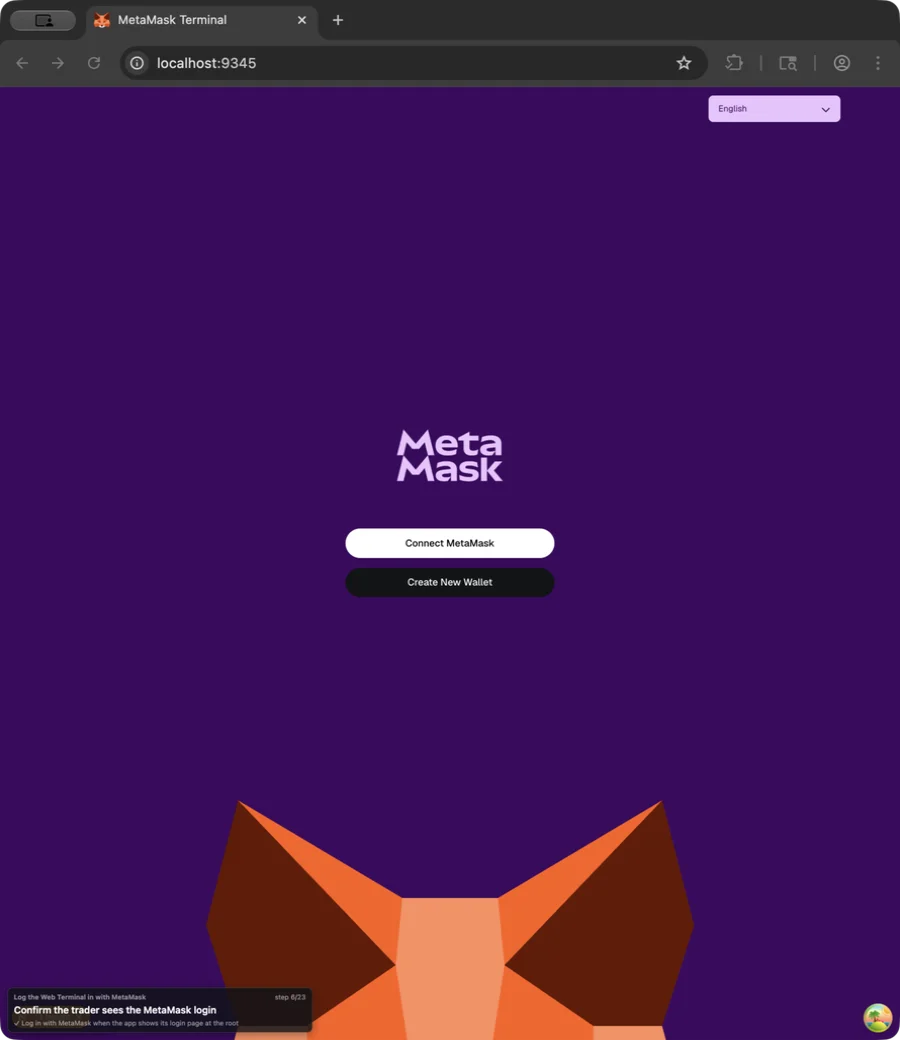 MetaMask Terminal
localhost:9345
English
Meta
Mask
Connect MetaMask
Create New Wallet
Log the Web Terminal in with MetaMask
step 6/23
Confirm the trader sees the MetaMask login
✓ Log in with MetaMask when the app shows its login page at the root